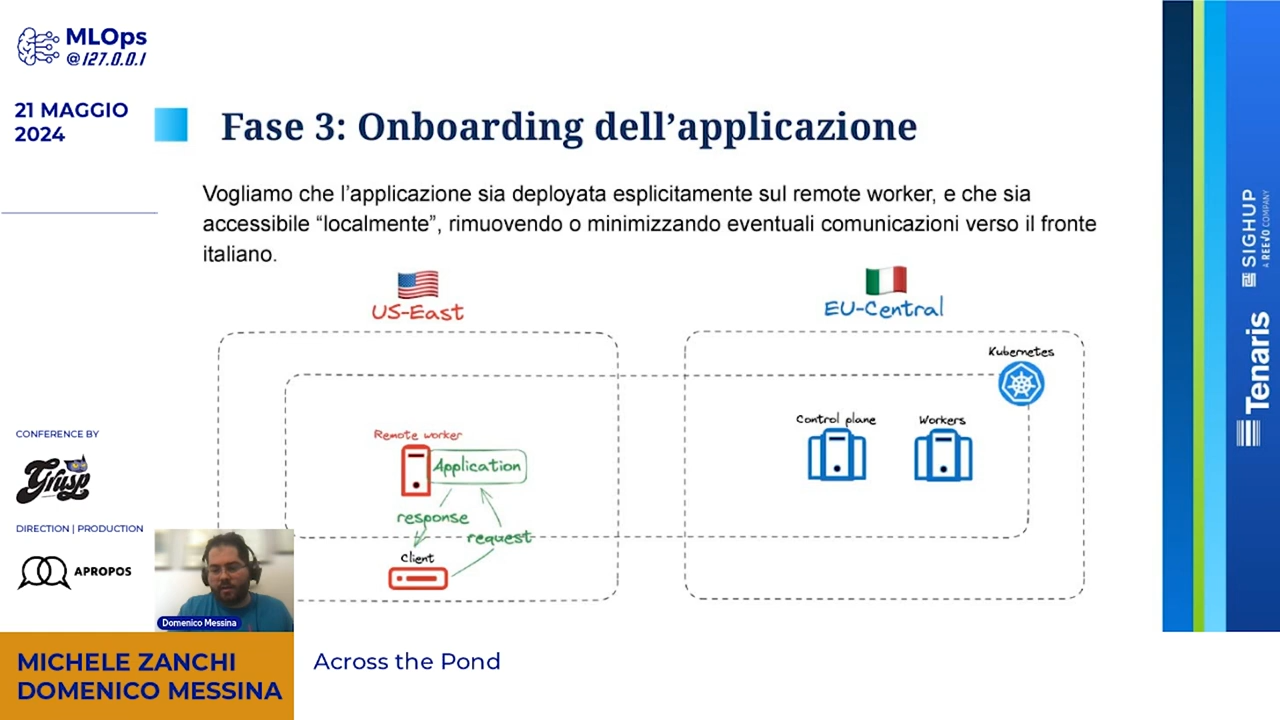 MLOps
@127.0.0.1
21 MAGGIO
2024
Fase 3: Onboarding dell’applicazione
Vogliamo che l’applicazione sia deployata esplicitamente sul remote worker, e che sia
accessibile “localmente”, rimuovendo o minimizzando eventuali comunicazioni verso il fronte
italiano.
US-East
EU-Central
Kubernetes
Control plane
Workers
Remote worker
Application
response
request
Client
CONFERENCE BY
Grusp
DIRECTION | PRODUCTION
APROPOS
Domenico Messina
MICHELE ZANCHI
DOMENICO MESSINA
Across the Pond
SIGHUP
A REEVO COMPANY
Tenaris